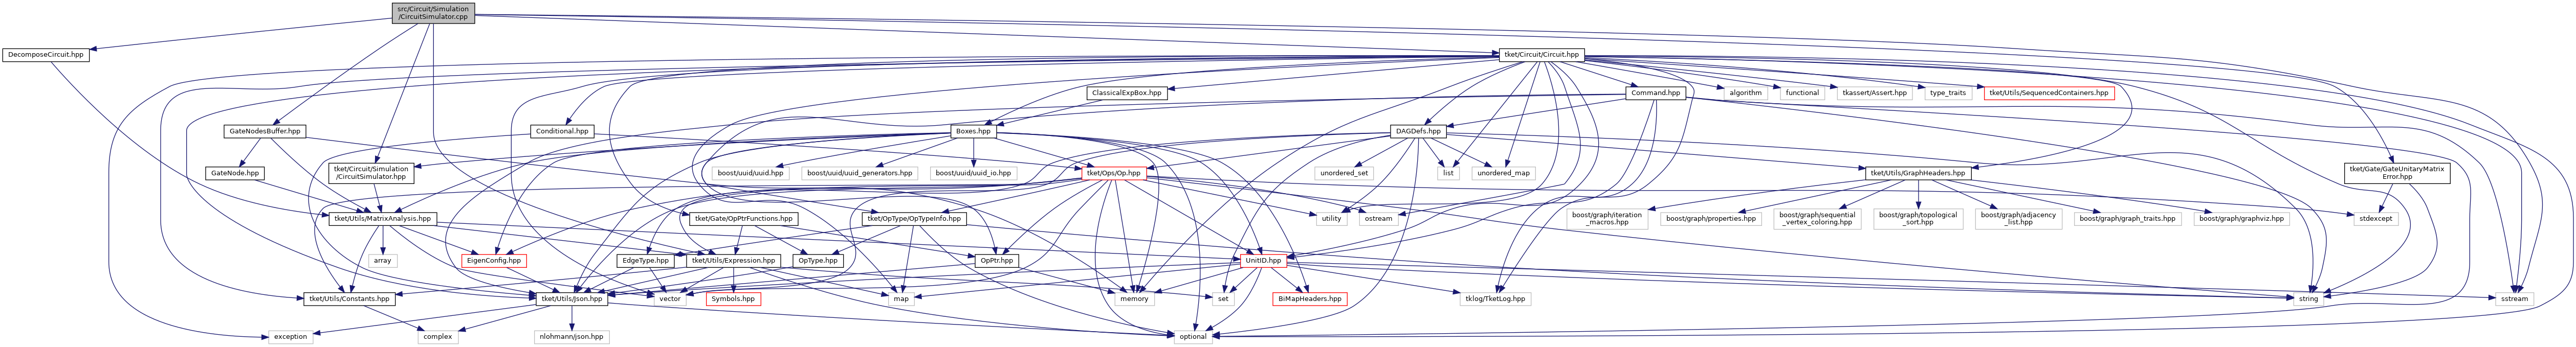 src/Circuit/Simulation
/CircuitSimulator.cpp
DecomposeCircuit.hpp
tket/Circuit/Circuit.hpp
ClassicalExpBox.hpp
Command.hpp
algorithm
functional
tkassert/Assert.hpp
type_traits
tket/Utils/SequencedContainers.hpp
GateNodesBuffer.hpp
Conditional.hpp
Boxes.hpp
DAGDefs.hpp
GateNode.hpp
tket/Circuit/Simulation
/CircuitSimulator.hpp
boost/uuid/uuid.hpp
boost/uuid/uuid_generators.hpp
boost/uuid/uuid_io.hpp
tket/Ops/Op.hpp
unordered_set
list
unordered_map
tket/Utils/GraphHeaders.hpp
tket/Gate/GateUnitaryMatrix
Error.hpp
tket/Utils/MatrixAnalysis.hpp
tket/Gate/OpPtrFunctions.hpp
tket/OpType/OpTypeInfo.hpp
utility
ostream
boost/graph/iteration
_macros.hpp
boost/graph/properties.hpp
boost/graph/sequential
_vertex_coloring.hpp
boost/graph/topological
_sort.hpp
boost/graph/adjacency
_list.hpp
boost/graph/graph_traits.hpp
boost/graph/graphviz.hpp
stdexcept
array
EigenConfig.hpp
EdgeType.hpp
tket/Utils/Expression.hpp
OpType.hpp
OpPtr.hpp
UnitID.hpp
tket/Utils/Constants.hpp
tket/Utils/Json.hpp
vector
Symbols.hpp
map
memory
set
BiMapHeaders.hpp
tklog/TketLog.hpp
string
sstream
exception
complex
nlohmann/json.hpp
optional